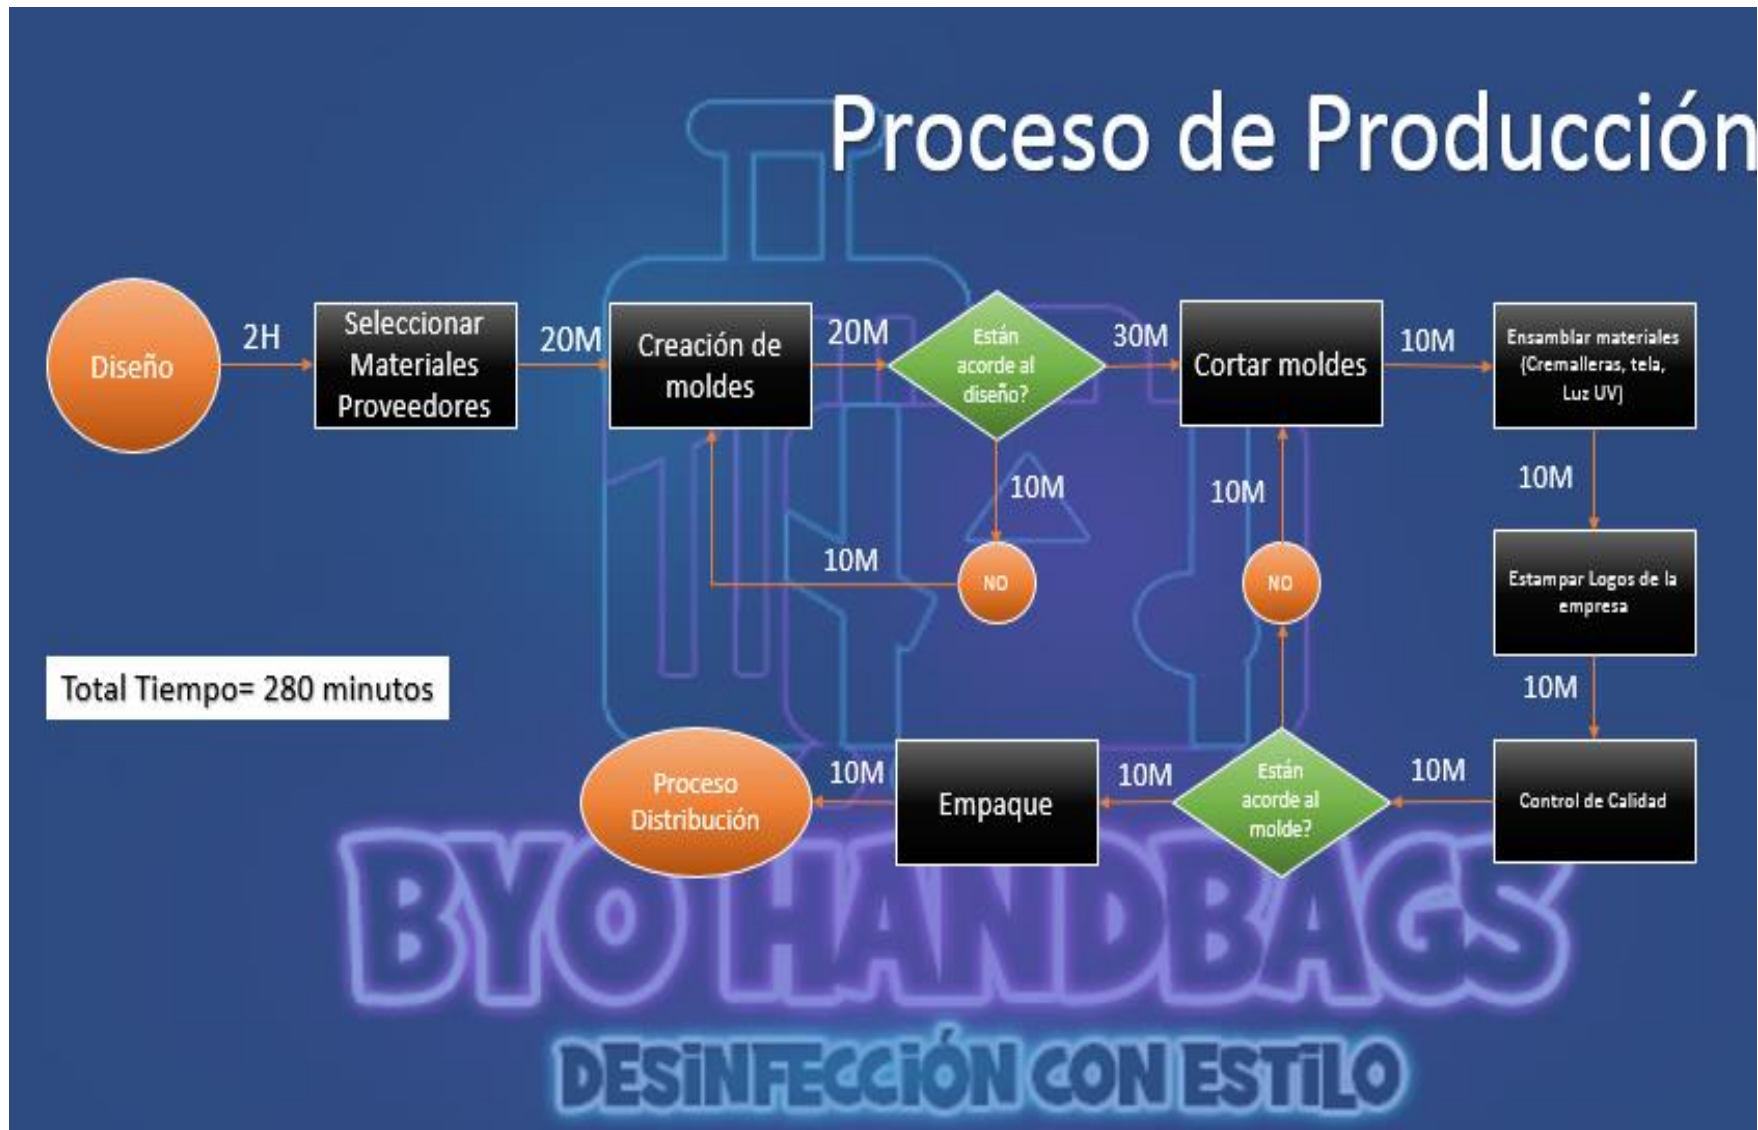 Proceso de Producción
Diseño
2H
Seleccionar
Materiales
Proveedores
20M
Creación de
moldes
20M
Están
acorde al
diseño?
30M
Cortar moldes
10M
Ensamblar materiales
(Cremalleras, tela,
Luz UV)
10M
10M
NO
10M
10M
NO
Estampar Logos de la
empresa
10M
Total Tiempo= 280 minutos
Control de Calidad
10M
Están
acorde al
molde?
10M
Empaque
10M
Proceso
Distribución
BYO HANDBAGS
DESiNFECCiÓN CON ESTiLO